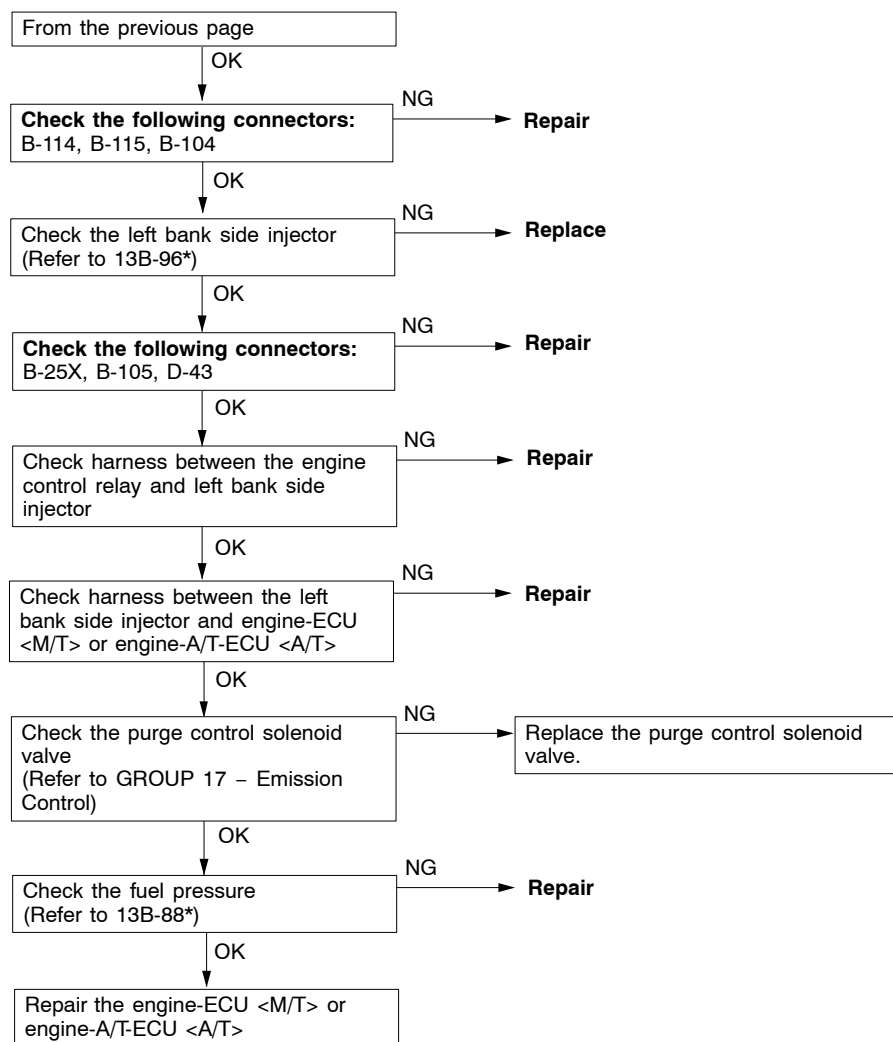 From the previous page
OK
Check the following connectors:
B-114, B-115, B-104
NG
Repair
OK
Check the left bank side injector
(Refer to 13B-96*)
NG
Replace
OK
Check the following connectors:
B-25X, B-105, D-43
NG
Repair
OK
Check harness between the engine
control relay and left bank side
injector
NG
Repair
OK
Check harness between the left
bank side injector and engine-ECU
<M/T> or engine-A/T-ECU <A/T>
NG
Repair
OK
Check the purge control solenoid
valve
(Refer to GROUP 17 – Emission
Control)
NG
Replace the purge control solenoid
valve.
OK
Check the fuel pressure
(Refer to 13B-88*)
NG
Repair
OK
Repair the engine-ECU <M/T> or
engine-A/T-ECU <A/T>